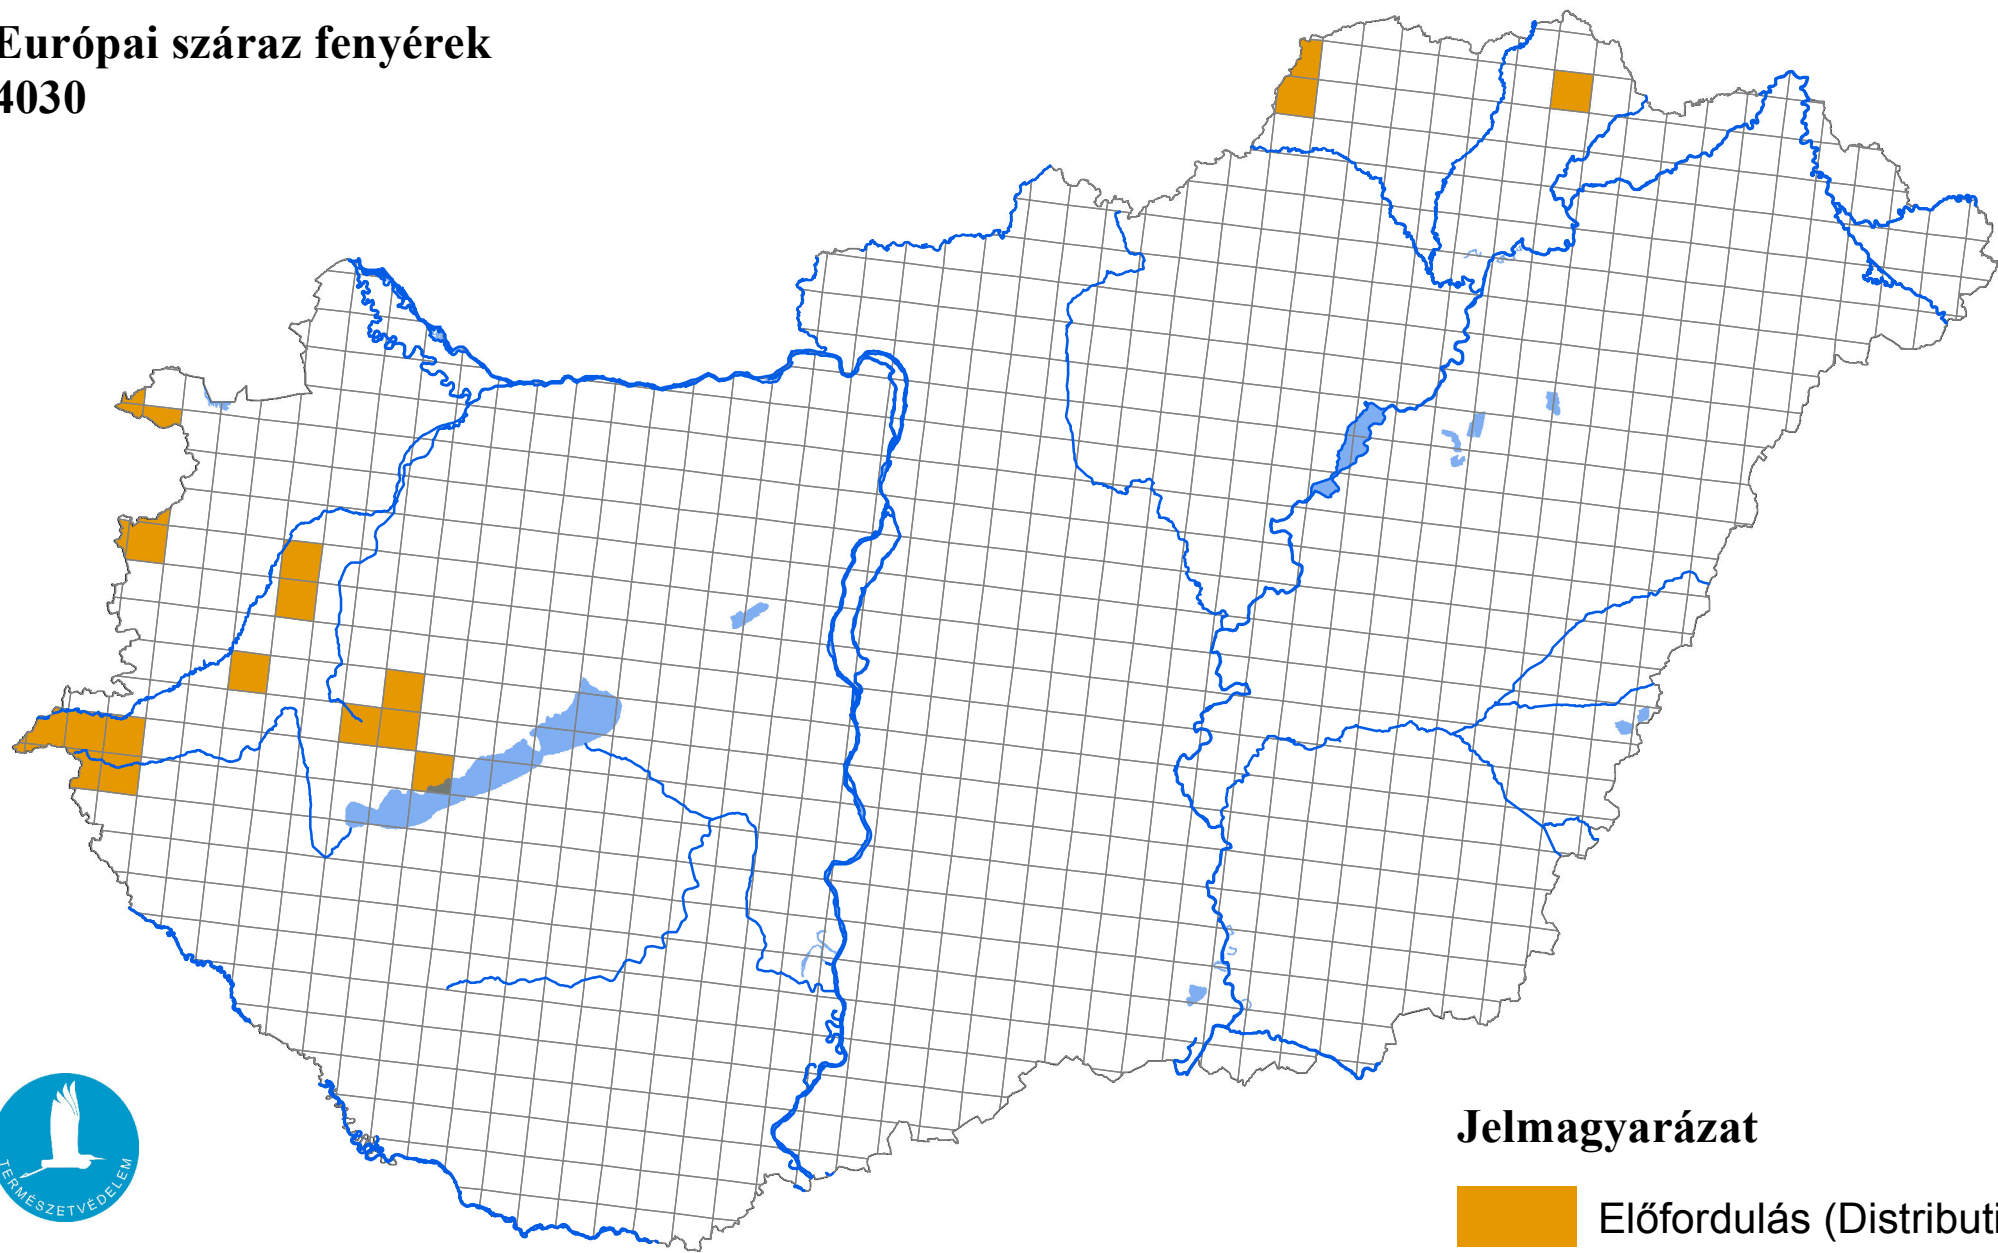 Európai száraz fenyérek
4030
TERMÉSZETVÉDELEM
Jelmagyarázat
Előfordulás (Distributi